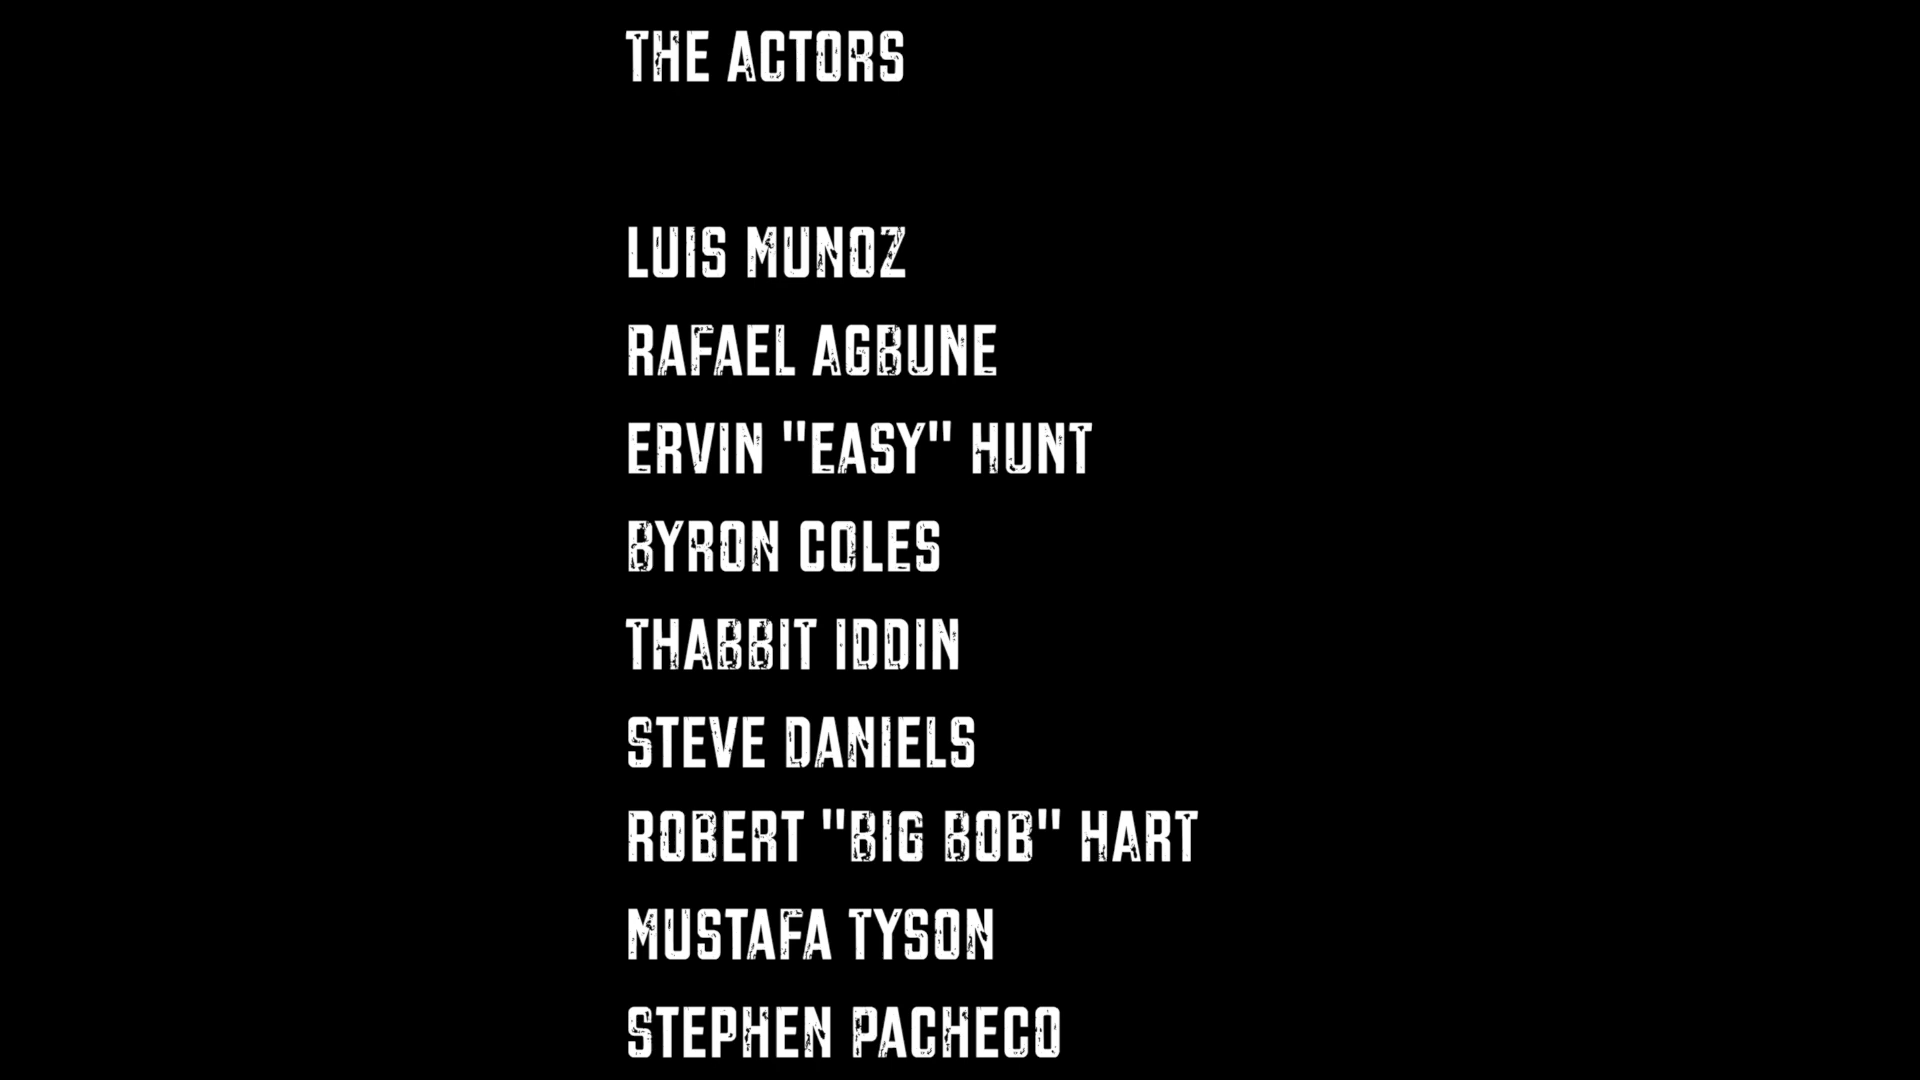 THE ACTORS
LUIS MUNOZ
RAFAEL AGBUNE
ERVIN "EASY" HUNT
BYRON COLES
THABBIT IDDIN
STEVE DANIELS
ROBERT "BIG BOB" HART
MUSTAFA TYSON
STEPHEN PACHECO